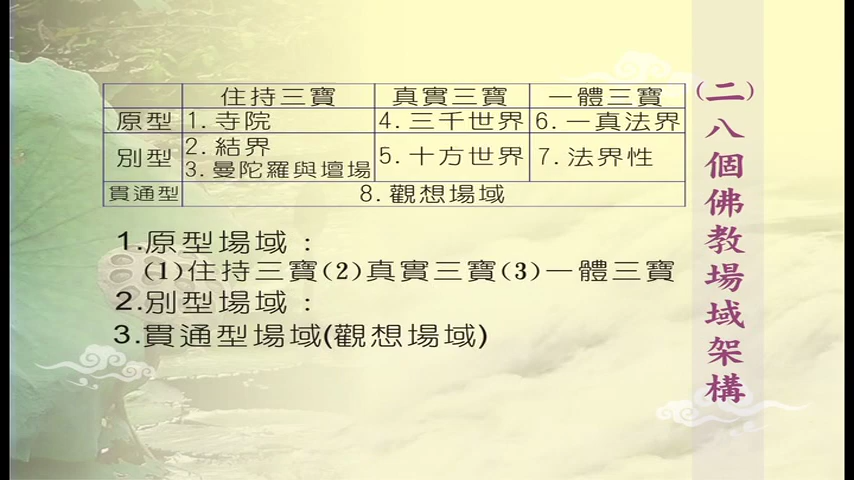 (二)八個佛教場域架構
住持三寶 真實三寶 一體三寶
原型 1.寺院 4.三千世界 6.一真法界
別型 2.結界 3.曼陀羅與壇場 5.十方世界 7.法界性
貫通型 8.觀想場域
1.原型場域：
(1)住持三寶(2)真實三寶(3)一體三寶
2.別型場域：
3.貫通型場域(觀想場域)